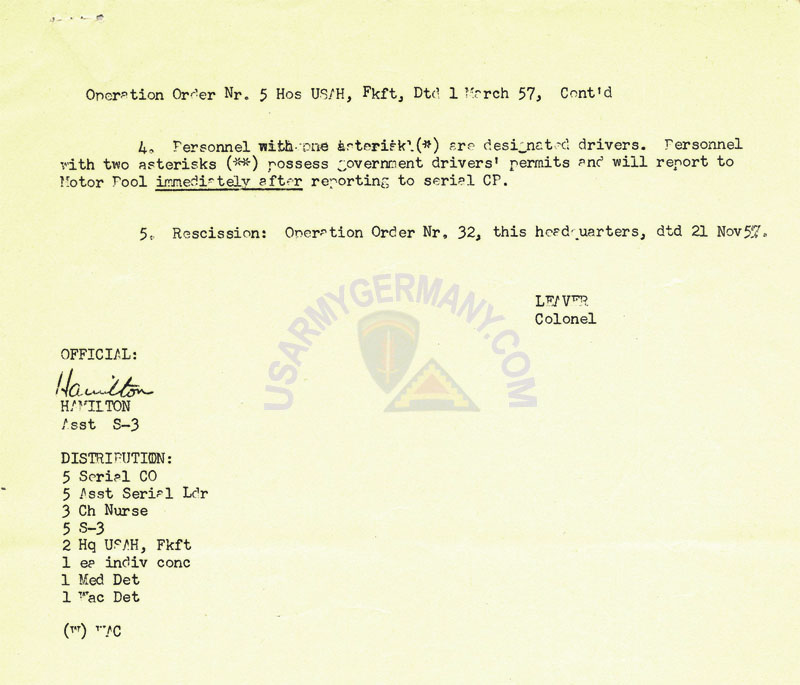 Operation Order Nr. 5 Hos USAH, Fkft, Dtd 1 March 57, Cont'd
4. Personnel with one asterisk (*) are designated drivers. Personnel
with two asterisks (**) possess government drivers' permits and will report to
Motor Pool immediately after reporting to serial CP.
5. Rescission: Operation Order Nr. 32, this headquarters, dtd 21 Nov
LEAVER
Colonel
USARMYGERMANY.COM
OFFICIAL:
Hamilton
HAMILTON
Asst S-3
DISTRIBUTION:
5 Serial CO
5 Asst Serial Ldr
3 Ch Nurse
5 S-3
2 Hq USAH, Fkft
1 ea indiv conc
1 Med Det
1 Wac Det
(W) WAC